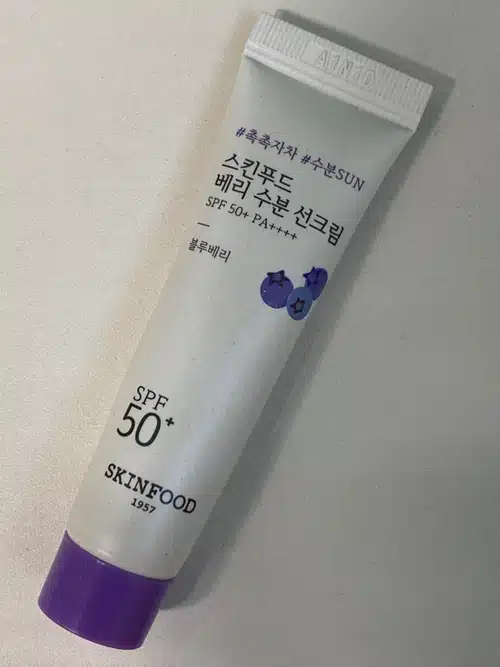 A1N10
#촉촉자차 #수분SUN
스킨푸드
베리 수분 선크림
SPF 50+ PA++++
블루베리
SPF
50+
SKINFOOD
1957